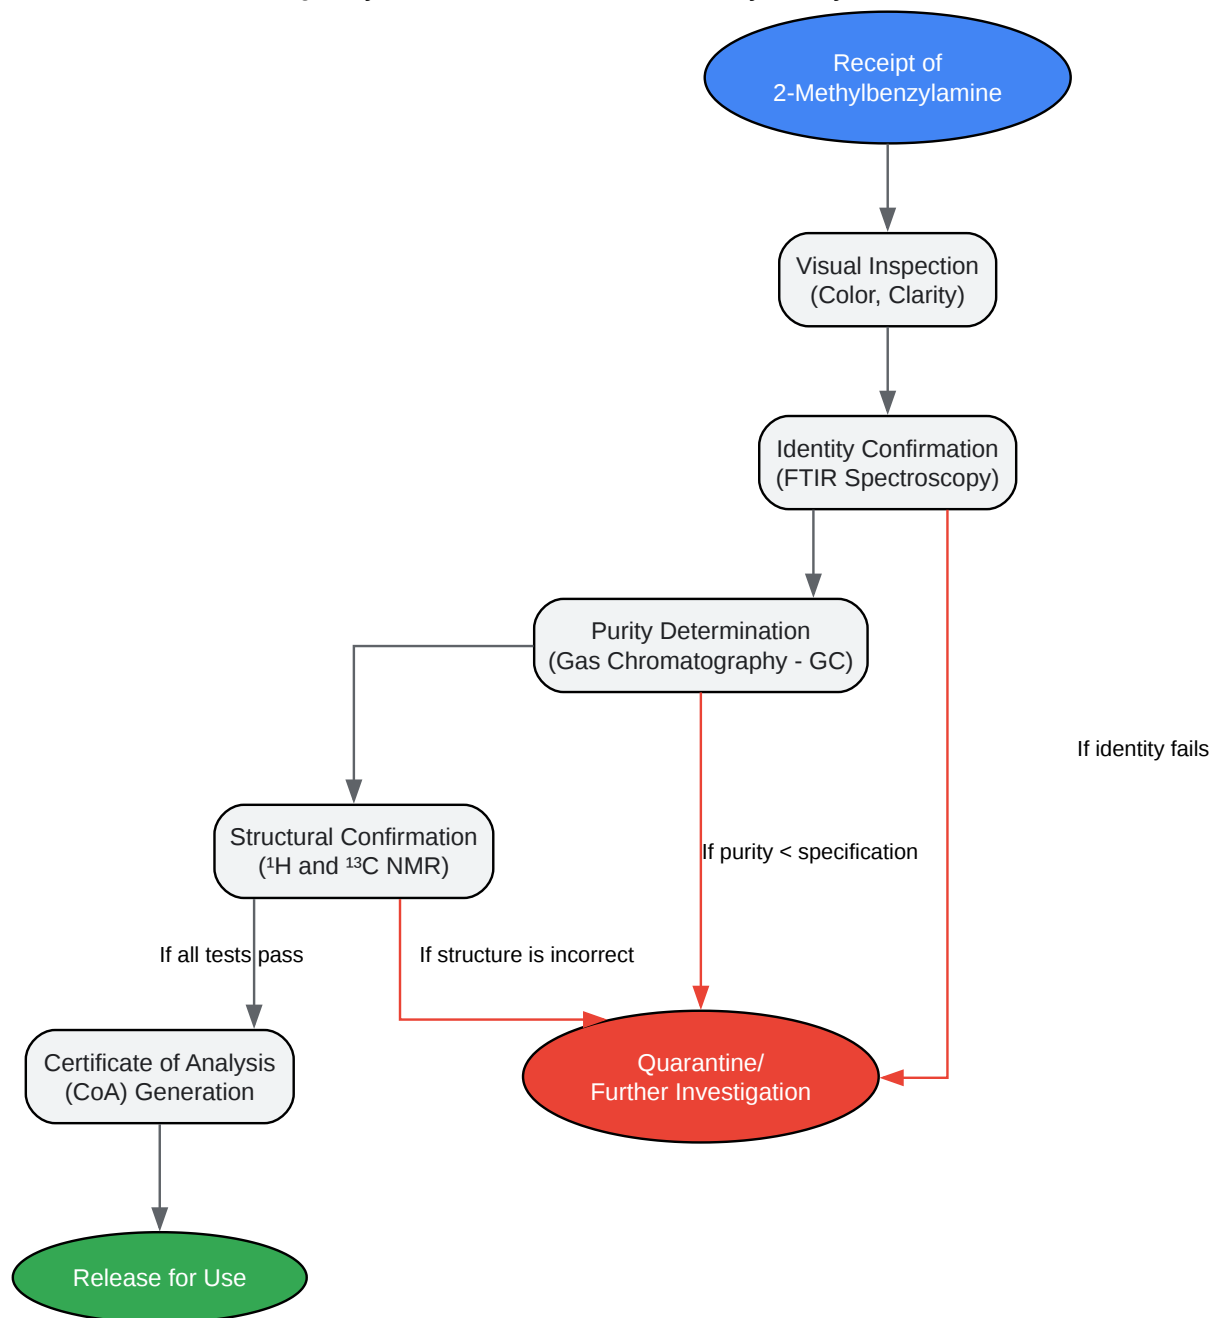 Receipt of
2-Methylbenzylamine
Visual Inspection
(Color, Clarity)
Identity Confirmation
(FTIR Spectroscopy)
Purity Determination
(Gas Chromatography - GC)
If identity fails
Structural Confirmation
(¹H and ¹³C NMR)
If purity < specification
If all tests pass
If structure is incorrect
Certificate of Analysis
(CoA) Generation
Quarantine/
Further Investigation
Release for Use